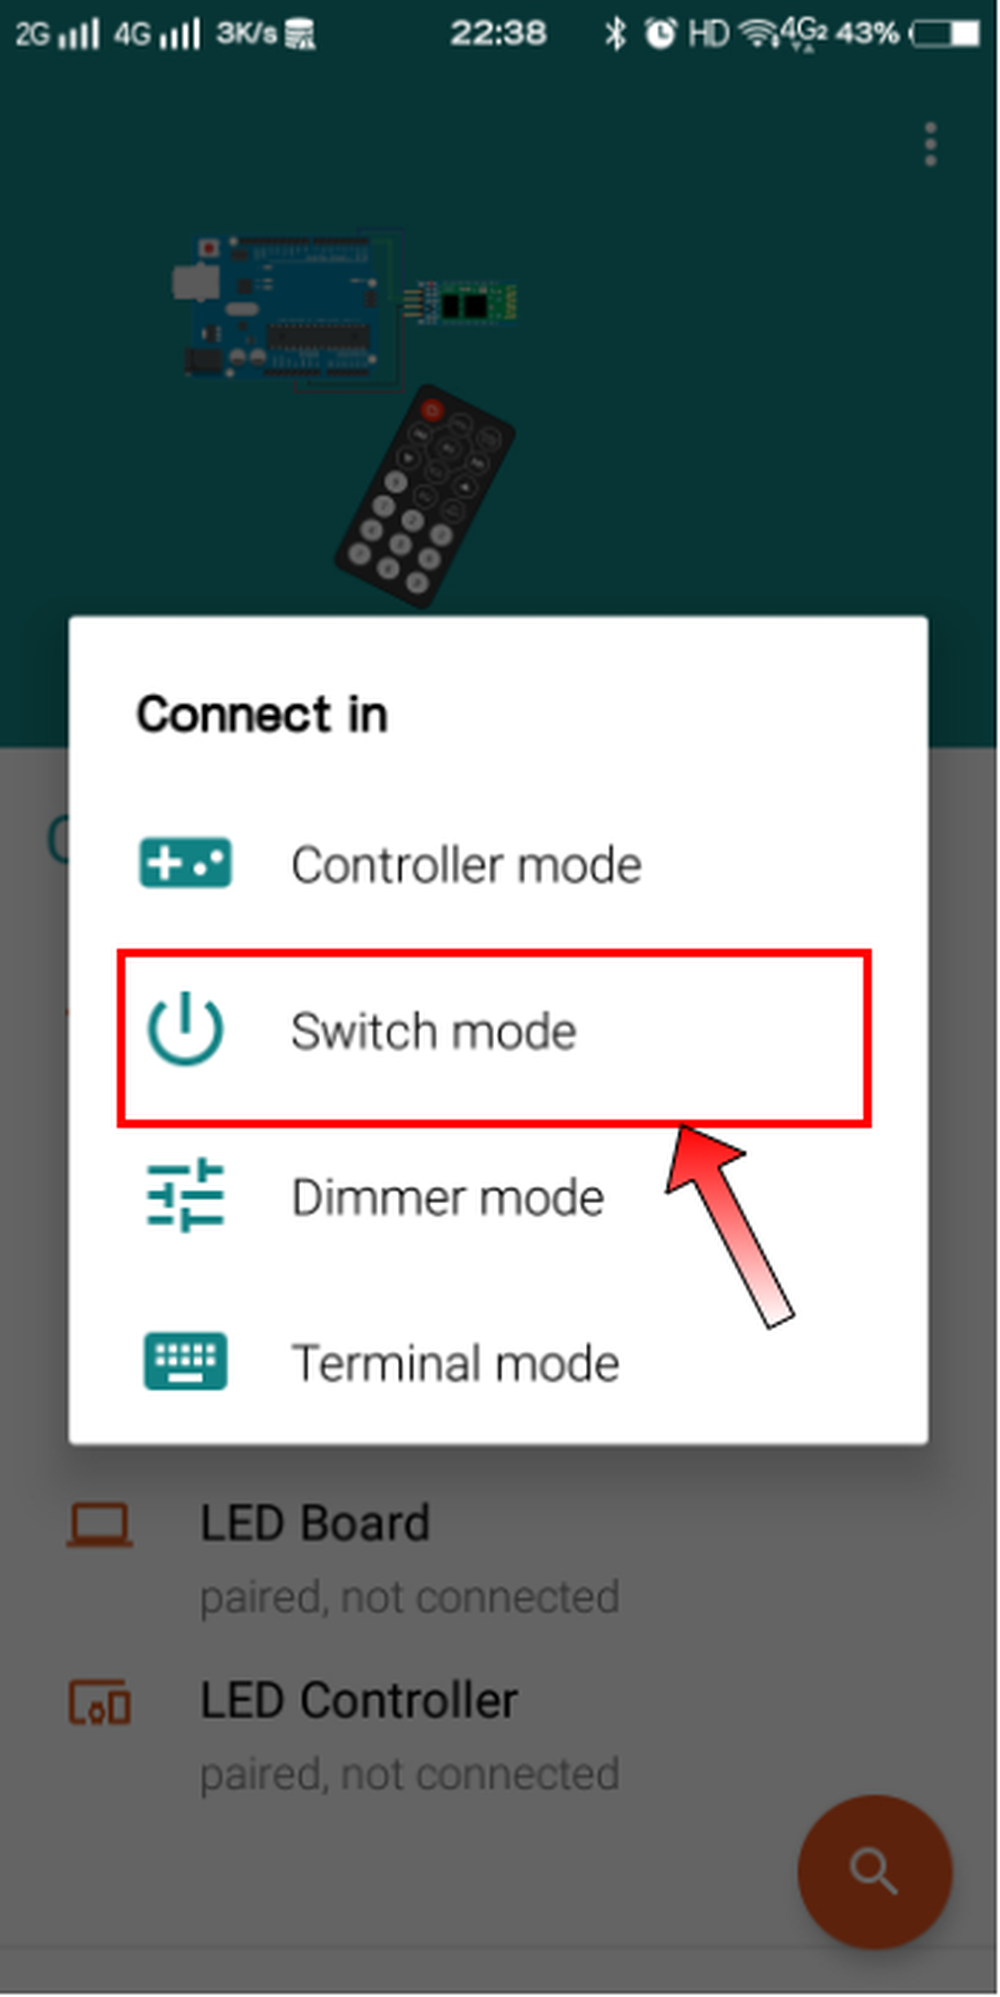 2G 4G 3K/s 22:38 HD 4G2 43%
Connect in
Controller mode
Switch mode
Dimmer mode
Terminal mode
LED Board
paired, not connected
LED Controller
paired, not connected